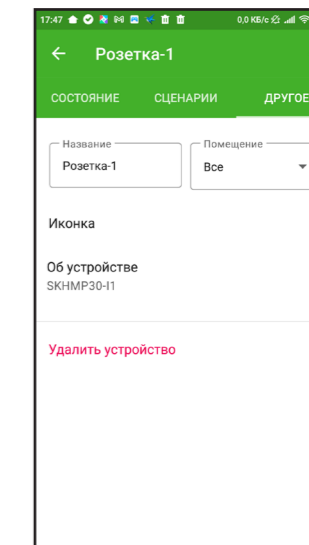 17:47 0,0 КБ/с
Розетка-1
СОСТОЯНИЕ СЦЕНАРИИ ДРУГОЕ
Название Помещение
Розетка-1 Все
Иконка
Об устройстве
SKHMP30-I1
Удалить устройство